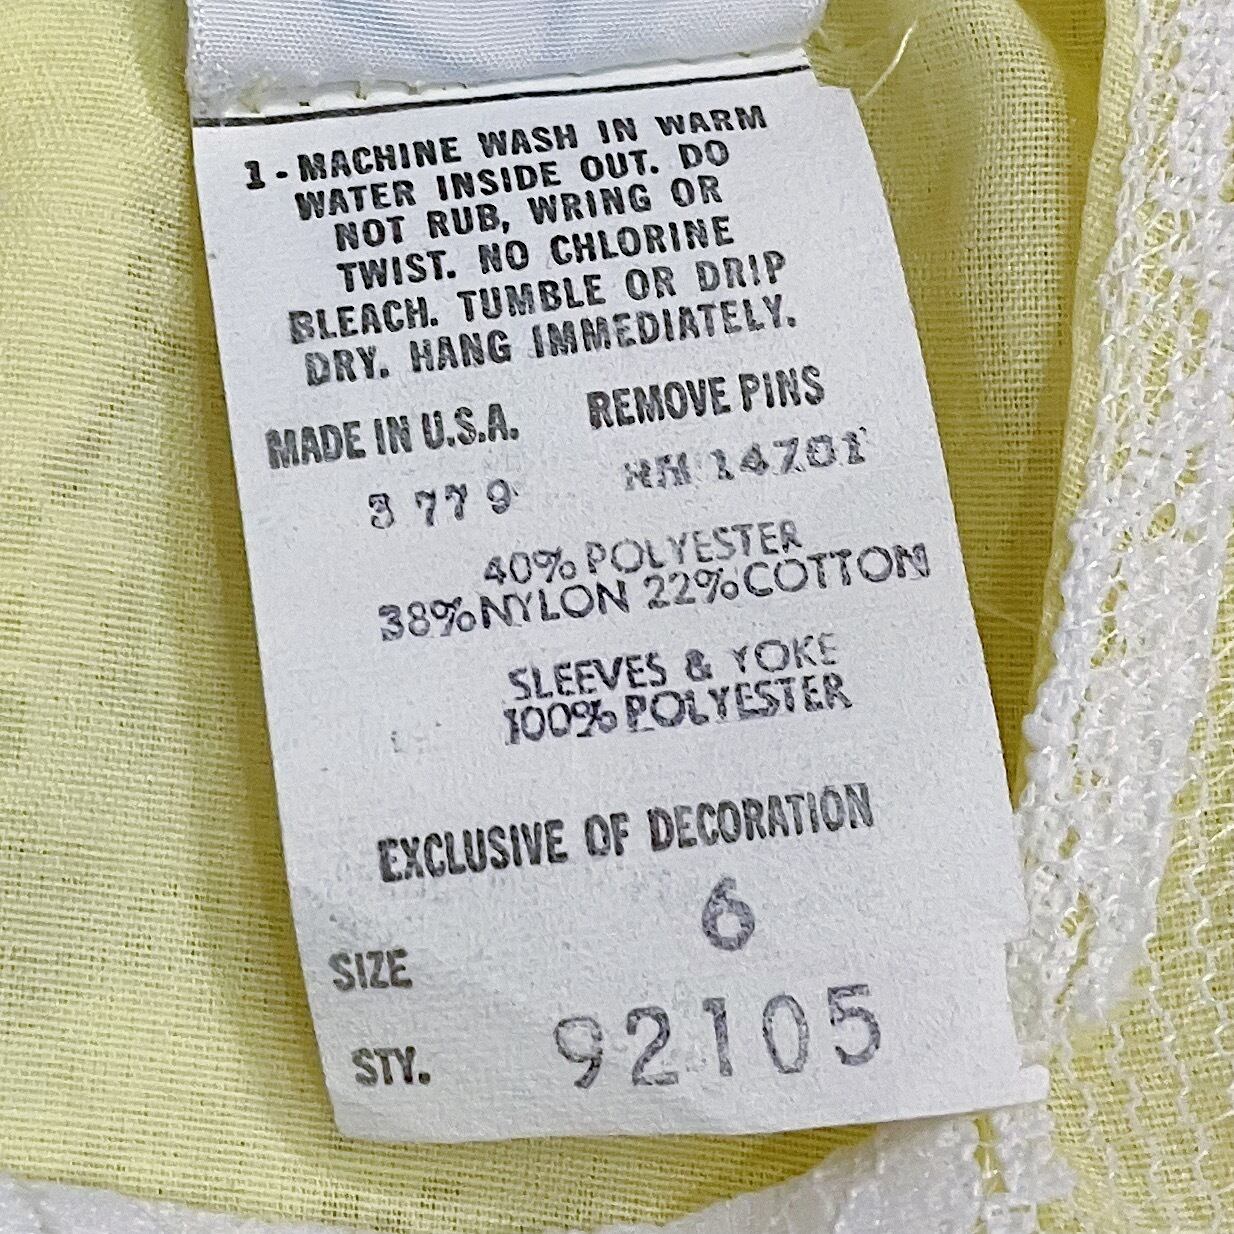 1 - MACHINE WASH IN WARM
WATER INSIDE OUT. DO
NOT RUB, WRING OR
TWIST. NO CHLORINE
BLEACH. TUMBLE OR DRIP
DRY. HANG IMMEDIATELY.
MADE IN U.S.A. REMOVE PINS
3 779 14701
40% POLYESTER
38% NYLON 22% COTTON
SLEEVES & YOKE
100% POLYESTER
EXCLUSIVE OF DECORATION
6
SIZE
STY. 92105